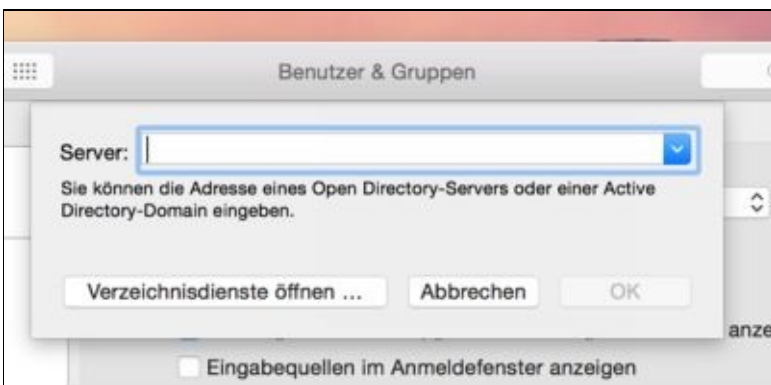 Benutzer & Gruppen
Server:
Sie können die Adresse eines Open Directory-Servers oder einer Active
Directory-Domain eingeben.
Verzeichnisdienste öffnen ... Abbrechen OK
anze
Eingabequellen im Anmeldefenster anzeigen